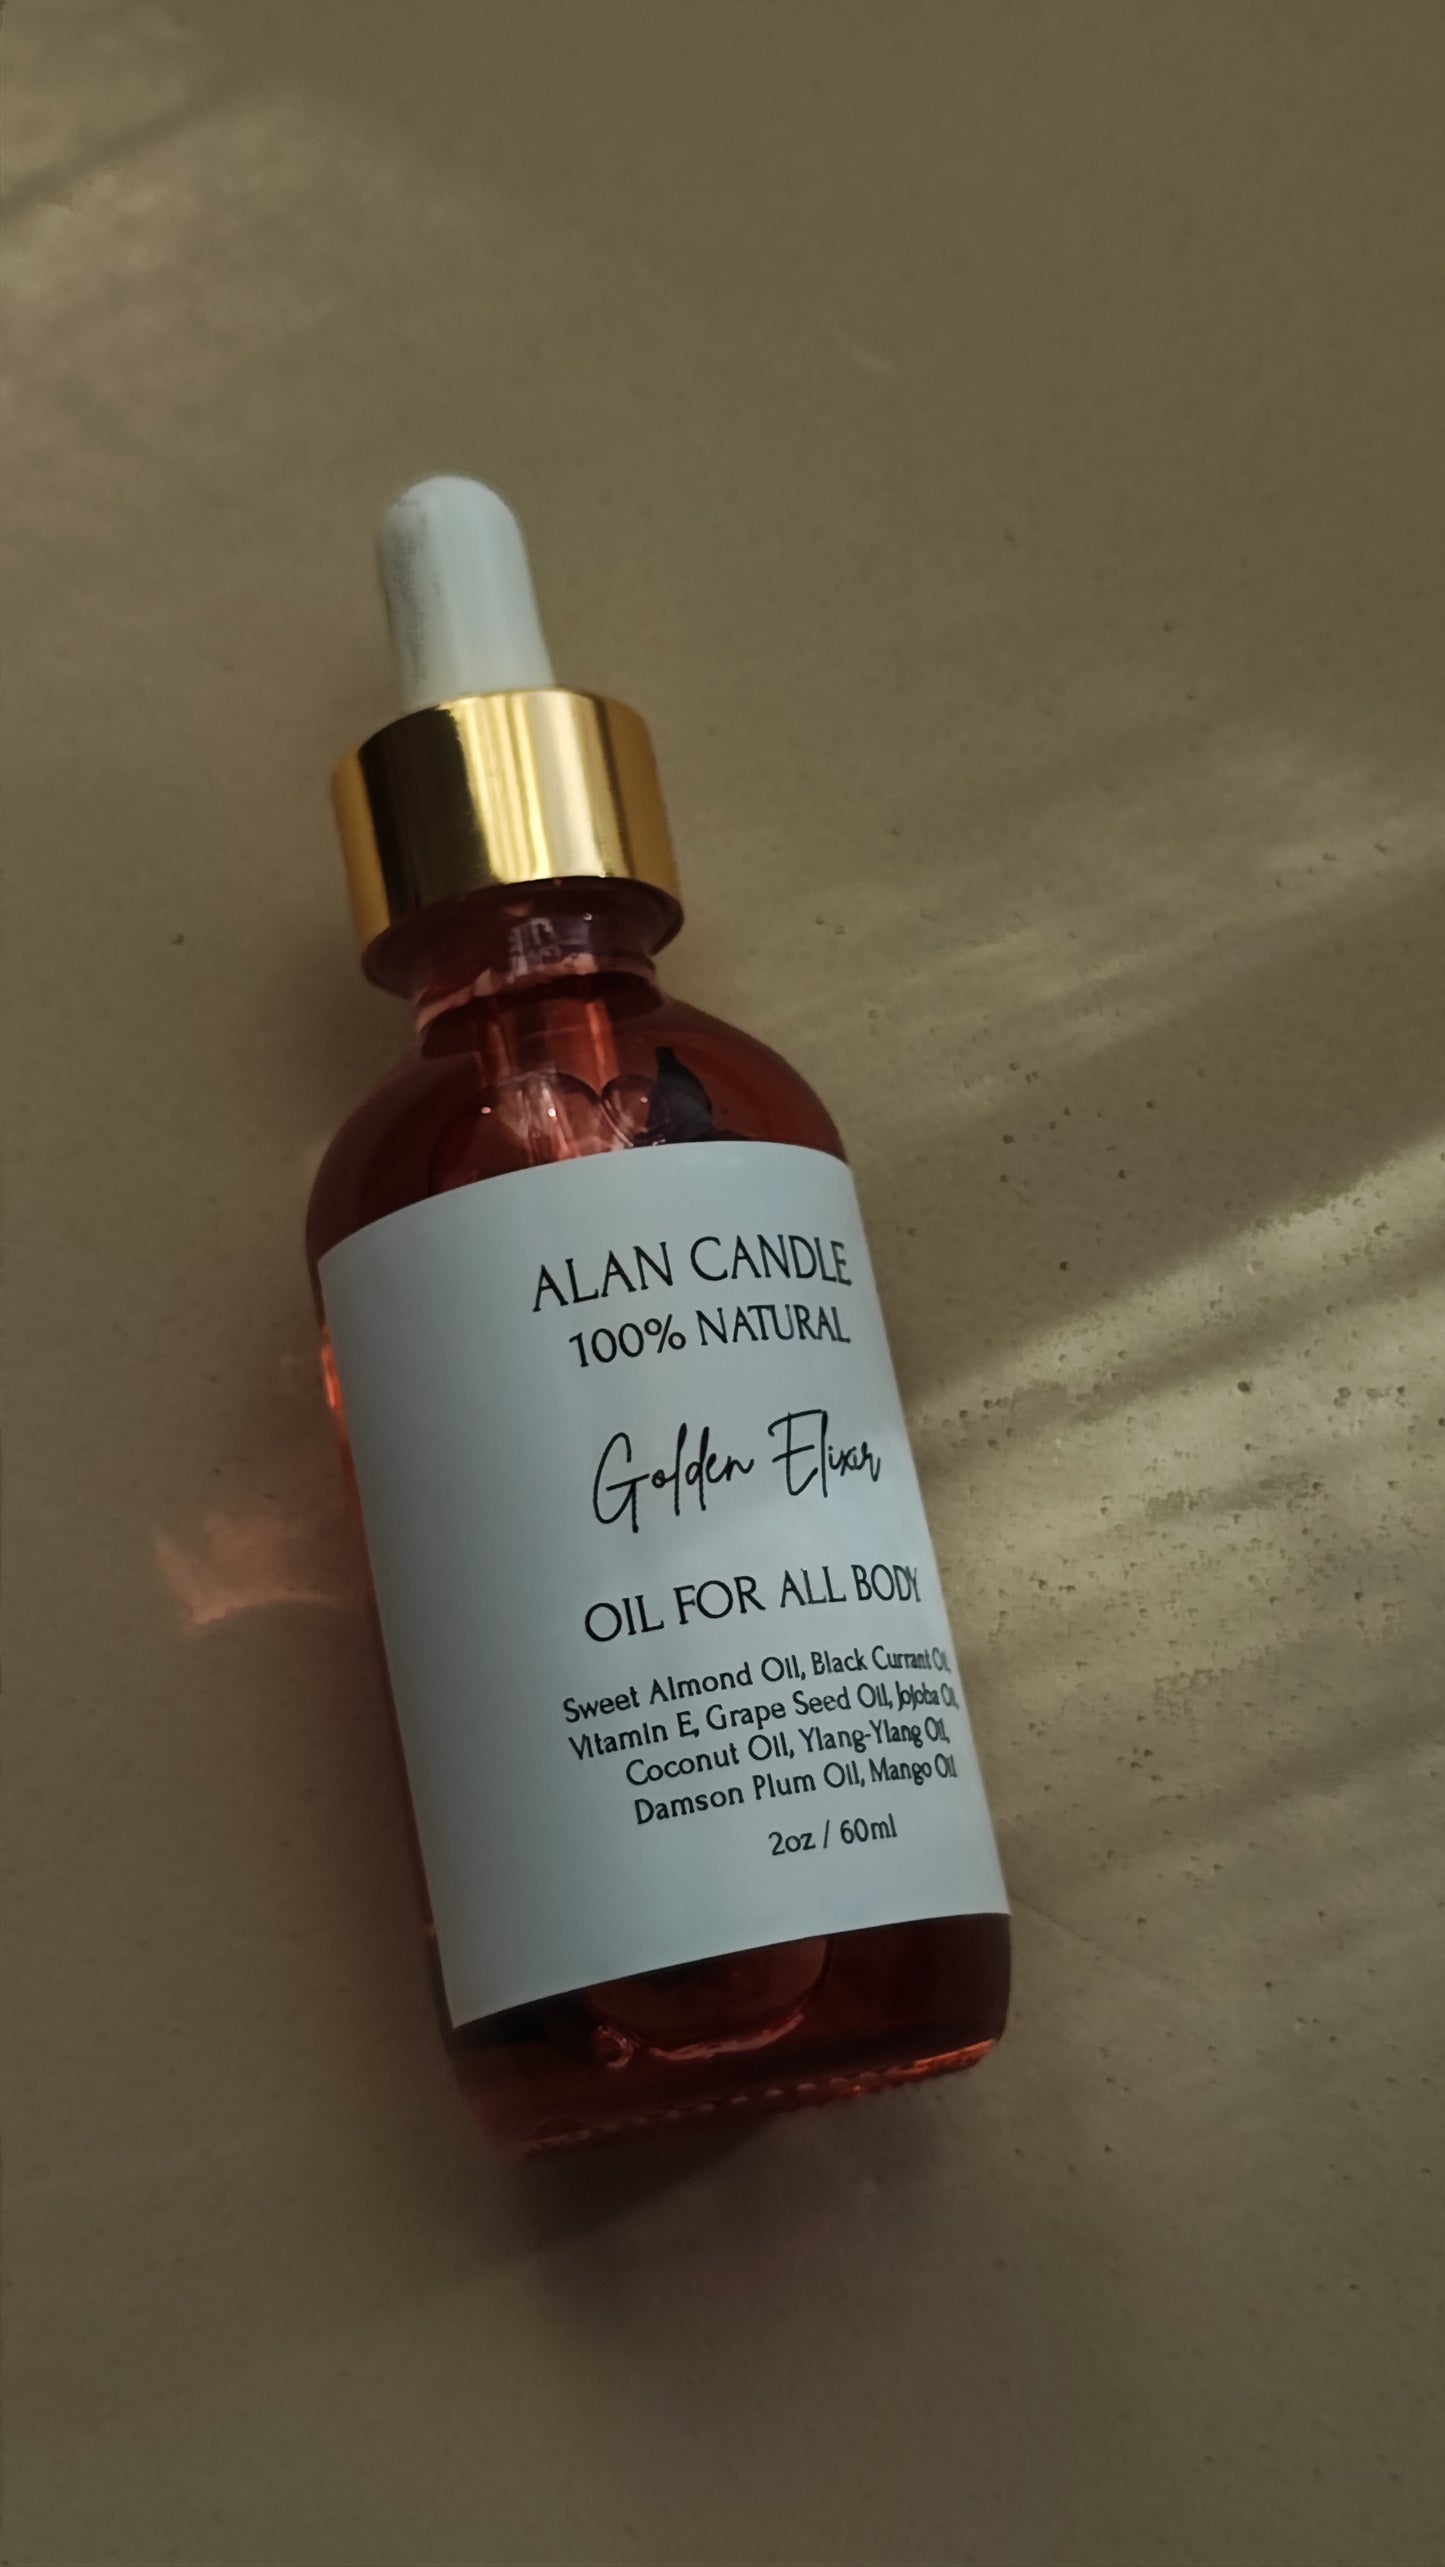 ALAN CANDLE
100% NATURAL
Golden Elixir
OIL FOR ALL BODY
Sweet Almond Oil, Black Currant Oil,
Vitamin E, Grape Seed Oil, Jojoba Oil,
Coconut Oil, Ylang-Ylang Oil,
Damson Plum Oil, Mango Oil
2oz / 60ml